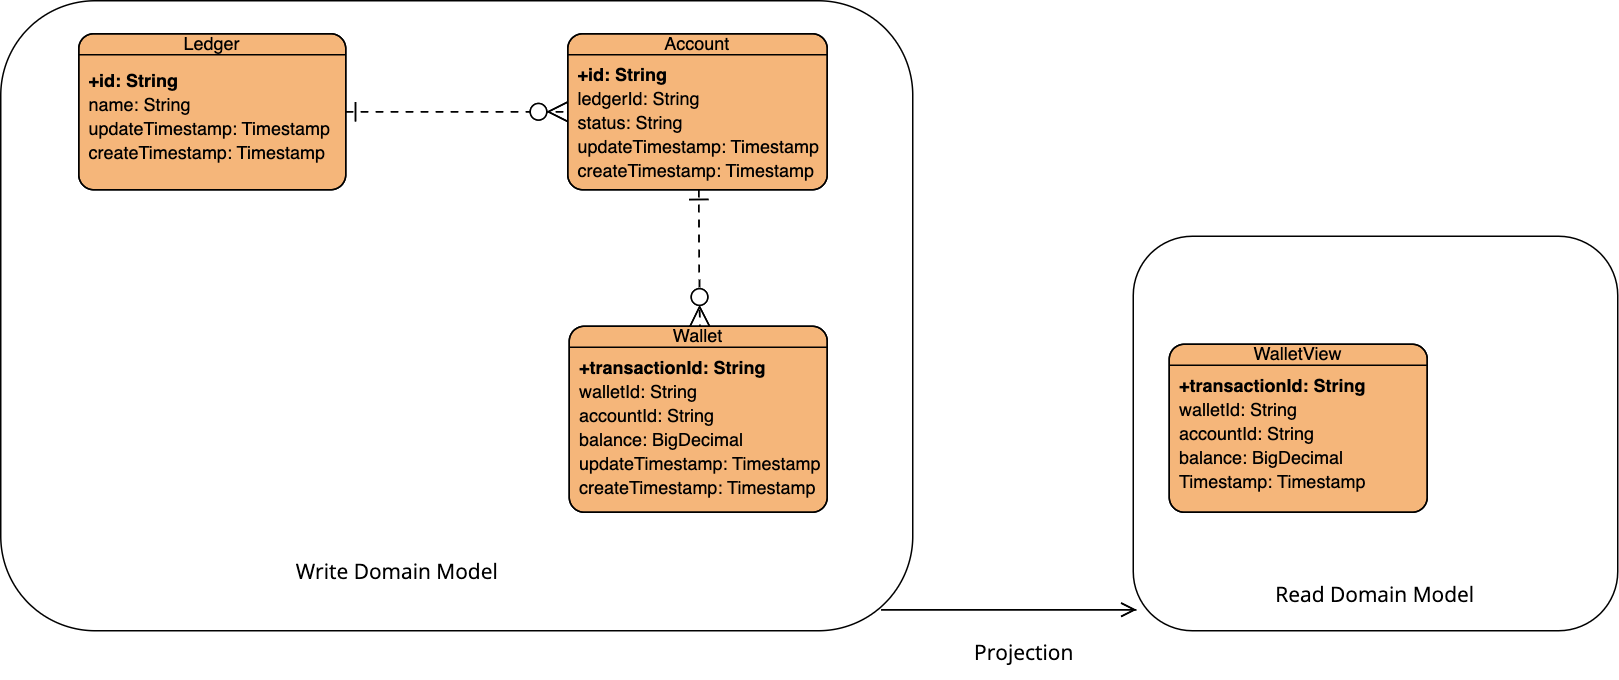 Ledger
+id: String
name: String
updateTimestamp: Timestamp
createTimestamp: Timestamp
Account
+id: String
ledgerId: String
status: String
updateTimestamp: Timestamp
createTimestamp: Timestamp
Wallet
+transactionId: String
walletId: String
accountId: String
balance: BigDecimal
updateTimestamp: Timestamp
createTimestamp: Timestamp
Write Domain Model
WalletView
+transactionId: String
walletId: String
accountId: String
balance: BigDecimal
Timestamp: Timestamp
Read Domain Model
Projection